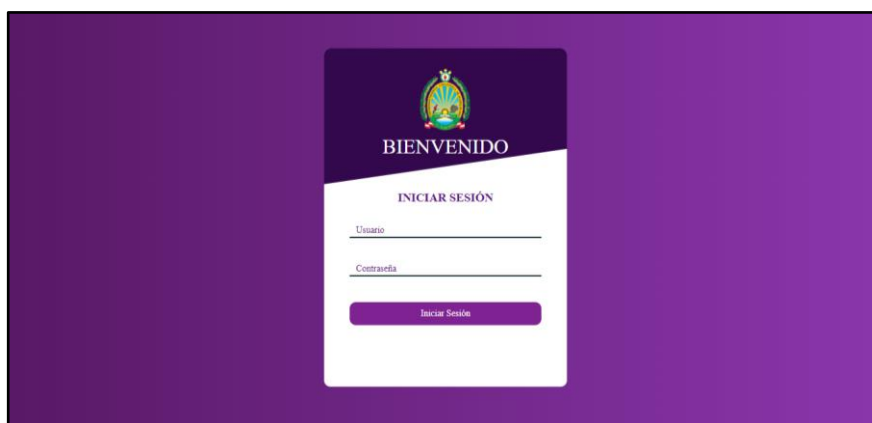 BIENVENIDO
INICIAR SESIÓN
Usuario
Contraseña
Iniciar Sesión